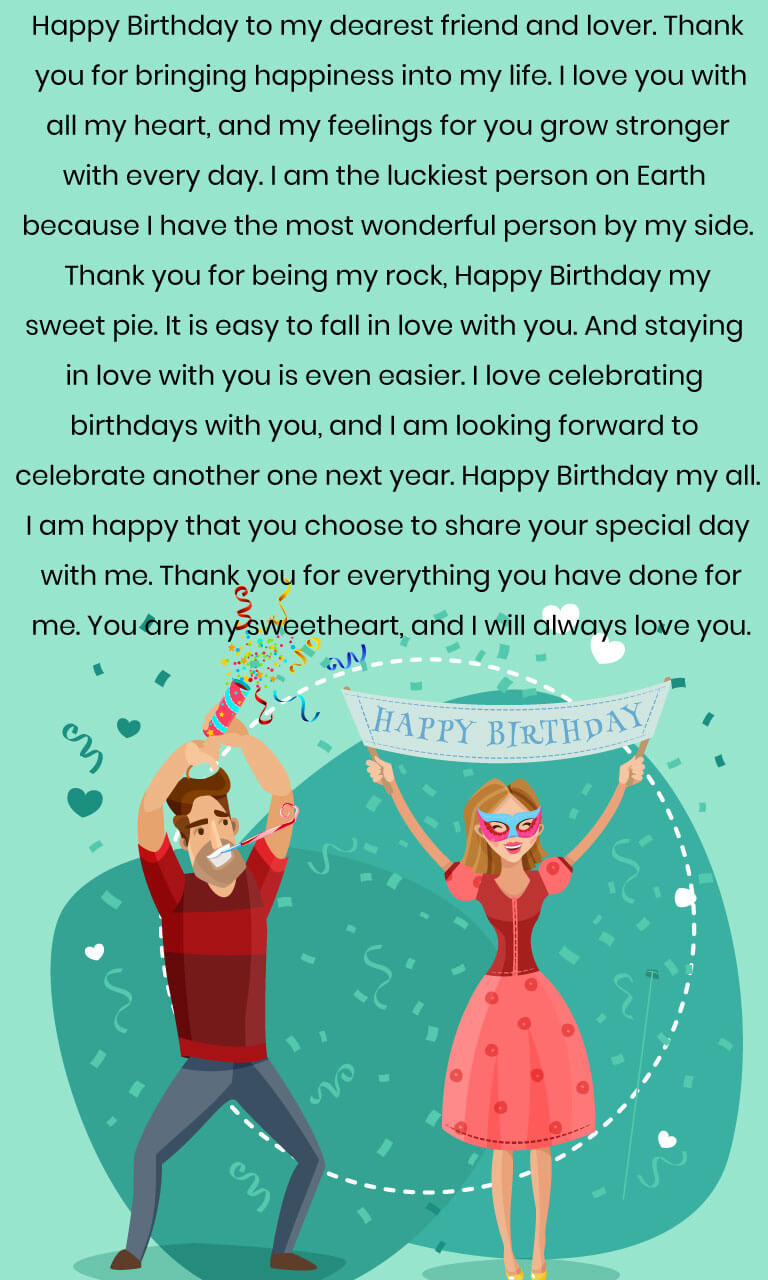 Happy Birthday to my dearest friend and lover. Thank
you for bringing happiness into my life. I love you with
all my heart, and my feelings for you grow stronger
with every day. I am the luckiest person on Earth
because I have the most wonderful person by my side.
Thank you for being my rock, Happy Birthday my
sweet pie. It is easy to fall in love with you. And staying
in love with you is even easier. I love celebrating
birthdays with you, and I am looking forward to
celebrate another one next year. Happy Birthday my all.
I am happy that you choose to share your special day
with me. Thank you for everything you have done for
me. You are my sweetheart, and I will always love you.
HAPPY BIRTHDAY